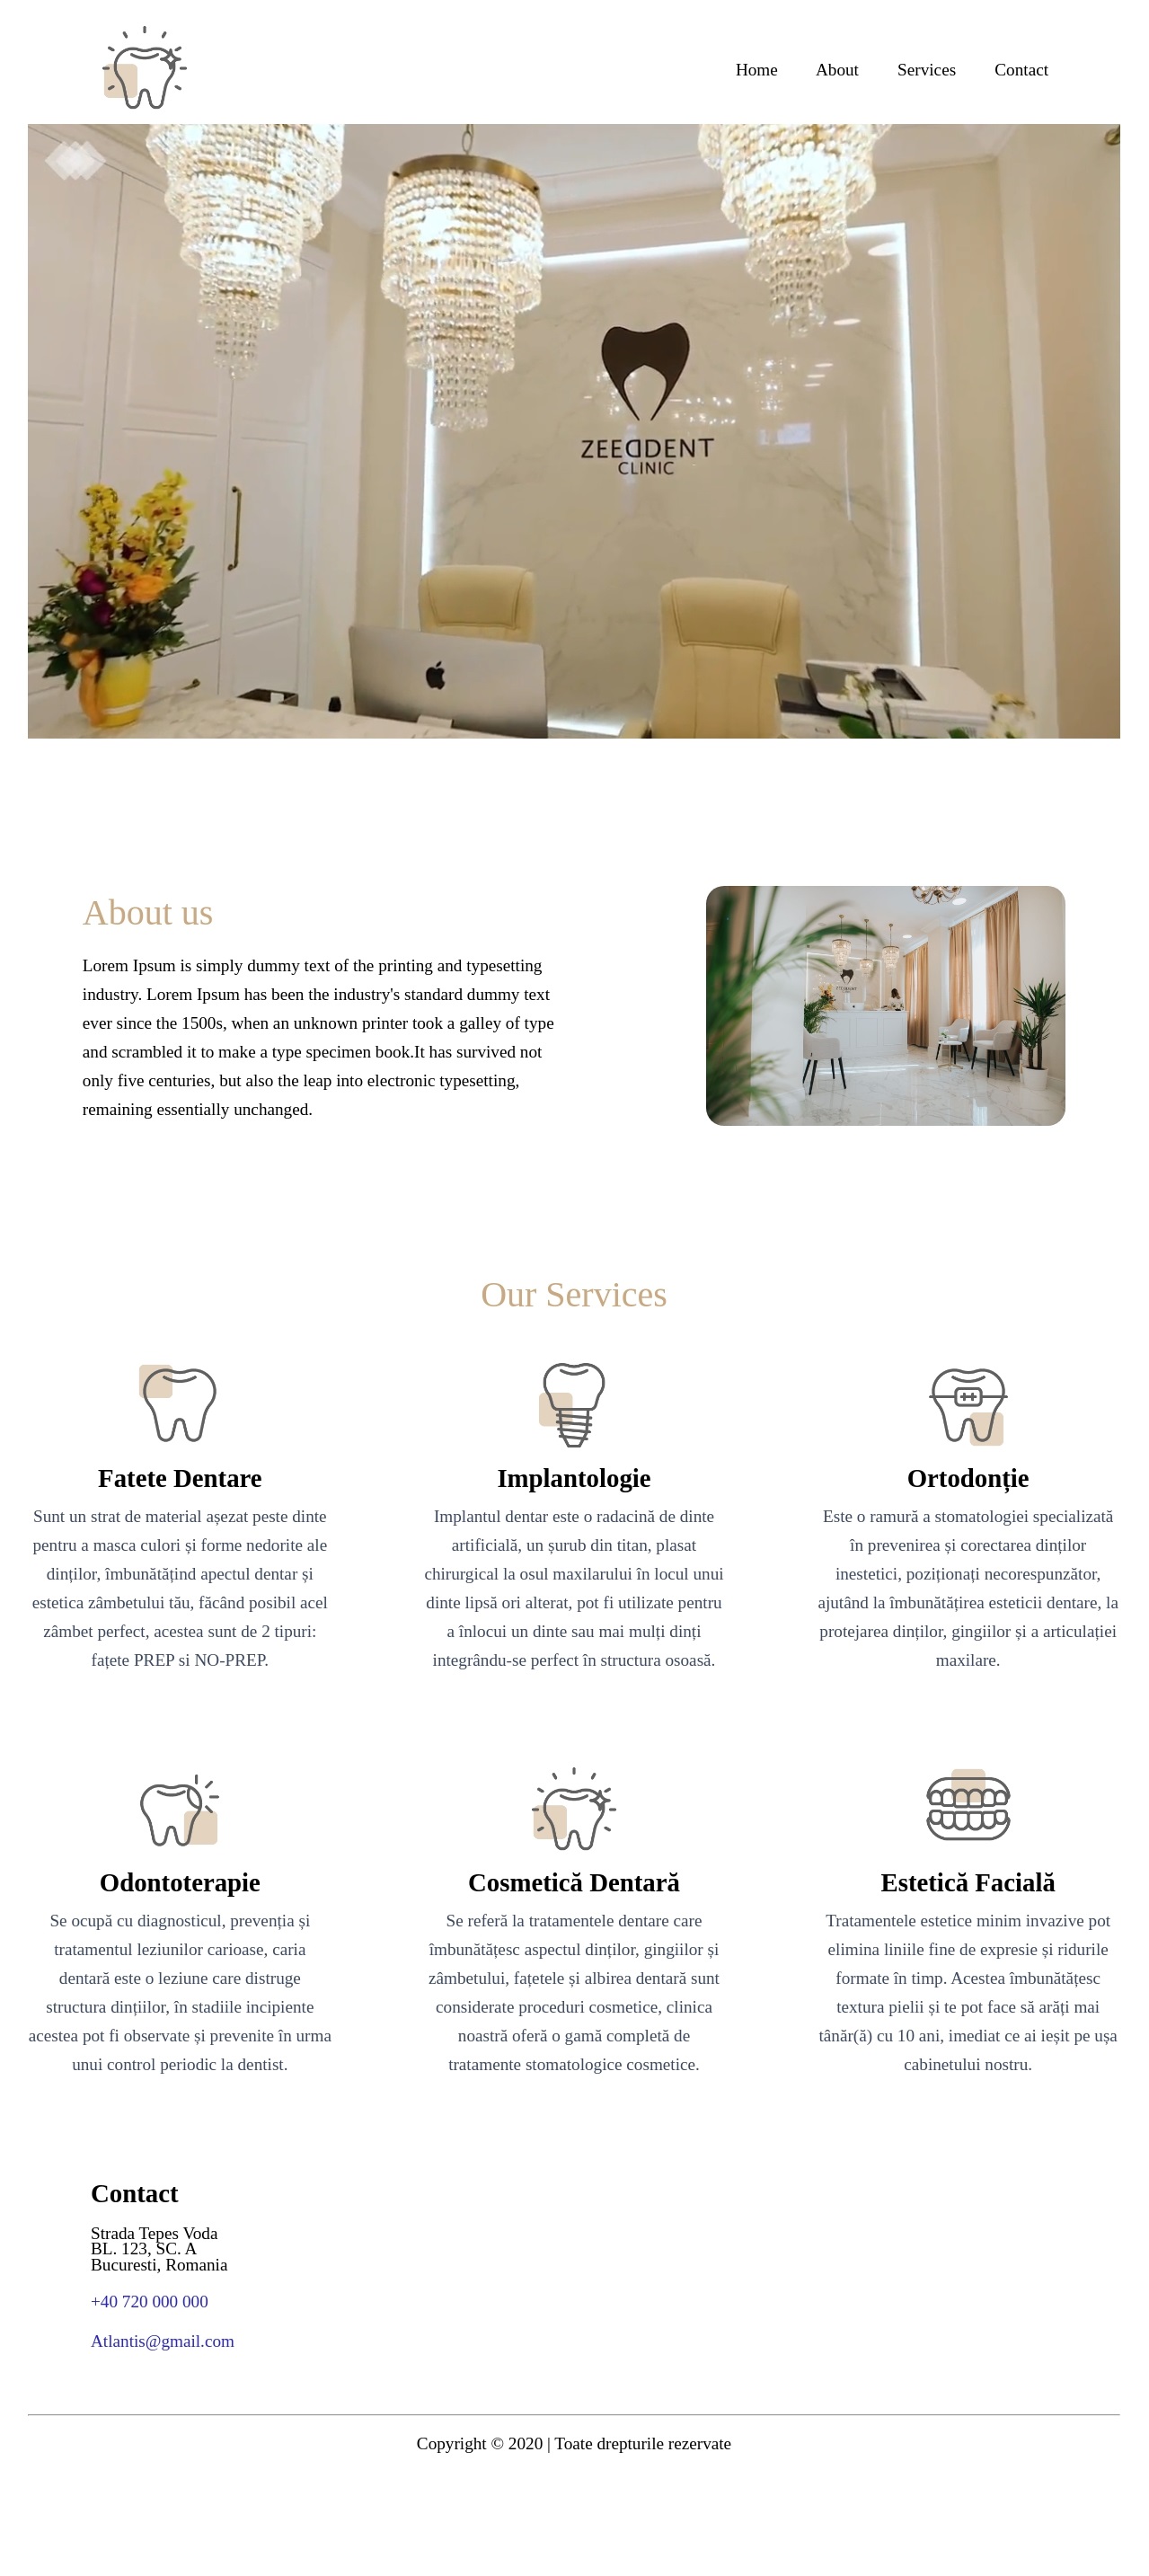 Home About Services Contact
ZEEDDENT
CLINIC
About us
Lorem Ipsum is simply dummy text of the printing and typesetting
industry. Lorem Ipsum has been the industry's standard dummy text
ever since the 1500s, when an unknown printer took a galley of type
and scrambled it to make a type specimen book.It has survived not
only five centuries, but also the leap into electronic typesetting,
remaining essentially unchanged.
Our Services
Fatete Dentare
Sunt un strat de material așezat peste dinte
pentru a masca culori și forme nedorite ale
dinților, îmbunătățind apectul dentar și
estetica zâmbetului tău, făcând posibil acel
zâmbet perfect, acestea sunt de 2 tipuri:
fațete PREP si NO-PREP.
Implantologie
Implantul dentar este o radacină de dinte
artificială, un șurub din titan, plasat
chirurgical la osul maxilarului în locul unui
dinte lipsă ori alterat, pot fi utilizate pentru
a înlocui un dinte sau mai mulți dinți
integrându-se perfect în structura osoasă.
Ortodonție
Este o ramură a stomatologiei specializată
în prevenirea și corectarea dinților
inestetici, poziționați necorespunzător,
ajutând la îmbunătățirea esteticii dentare, la
protejarea dinților, gingiilor și a articulației
maxilare.
Odontoterapie
Se ocupă cu diagnosticul, prevenția și
tratamentul leziunilor carioase, caria
dentară este o leziune care distruge
structura dințiilor, în stadiile incipiente
acestea pot fi observate și prevenite în urma
unui control periodic la dentist.
Cosmetică Dentară
Se referă la tratamentele dentare care
îmbunătățesc aspectul dinților, gingiilor și
zâmbetului, fațetele și albirea dentară sunt
considerate proceduri cosmetice, clinica
noastră oferă o gamă completă de
tratamente stomatologice cosmetice.
Estetică Facială
Tratamentele estetice minim invazive pot
elimina liniile fine de expresie și ridurile
formate în timp. Acestea îmbunătățesc
textura pielii și te pot face să arăți mai
tânăr(ă) cu 10 ani, imediat ce ai ieșit pe ușa
cabinetului nostru.
Contact
Strada Tepes Voda
BL. 123, SC. A
Bucuresti, Romania
+40 720 000 000
Atlantis@gmail.com
Copyright © 2020 | Toate drepturile rezervate